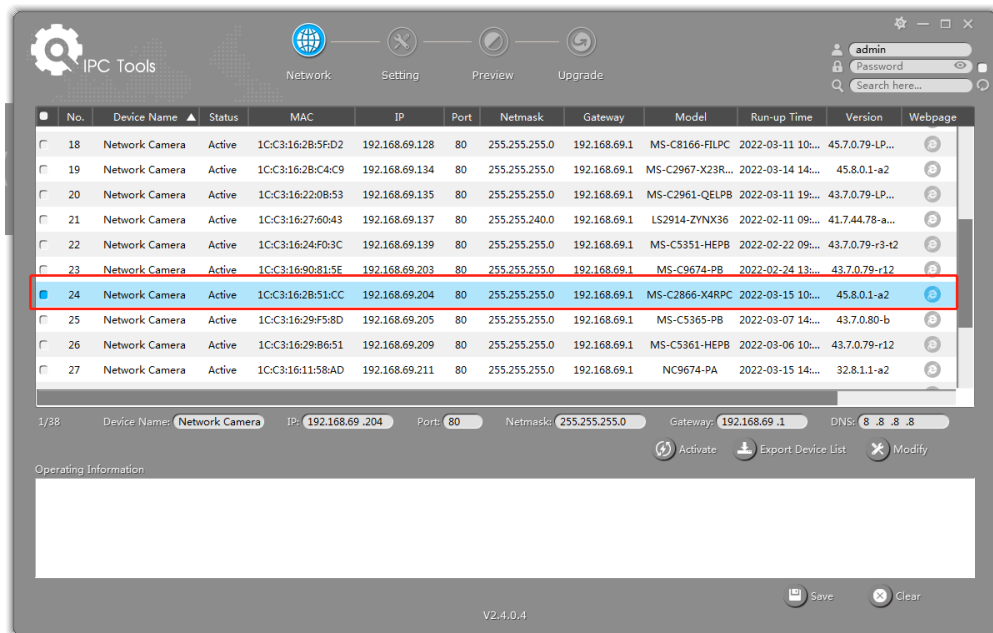 IPC Tools
Network Setting Preview Upgrade
admin
Password
Search here...
No. Device Name ▲ Status MAC IP Port Netmask Gateway Model Run-up Time Version Webpage
18 Network Camera Active 1C:C3:16:2B:5F:D2 192.168.69.128 80 255.255.255.0 192.168.69.1 MS-C8166-FILPC 2022-03-11 10:... 45.7.0.79-LP...
19 Network Camera Active 1C:C3:16:2B:C4:C9 192.168.69.134 80 255.255.255.0 192.168.69.1 MS-C2967-X23R... 2022-03-14 14:... 45.8.0.1-a2
20 Network Camera Active 1C:C3:16:22:0B:53 192.168.69.135 80 255.255.255.0 192.168.69.1 MS-C2961-QELPB 2022-03-11 19:... 43.7.0.79-LP...
21 Network Camera Active 1C:C3:16:27:60:43 192.168.69.137 80 255.255.240.0 192.168.69.1 LS2914-ZYNX36 2022-02-11 09:... 41.7.44.78-a...
22 Network Camera Active 1C:C3:16:24:F0:3C 192.168.69.139 80 255.255.255.0 192.168.69.1 MS-C5351-HEPB 2022-02-22 09:... 43.7.0.79-r3-t2
23 Network Camera Active 1C:C3:16:90:81:5E 192.168.69.203 80 255.255.255.0 192.168.69.1 MS-C9674-PB 2022-02-24 13:... 43.7.0.79-r12
24 Network Camera Active 1C:C3:16:2B:51:CC 192.168.69.204 80 255.255.255.0 192.168.69.1 MS-C2866-X4RPC 2022-03-15 10:... 45.8.0.1-a2
25 Network Camera Active 1C:C3:16:29:F5:8D 192.168.69.205 80 255.255.255.0 192.168.69.1 MS-C5365-PB 2022-03-07 14:... 43.7.0.80-b
26 Network Camera Active 1C:C3:16:29:B6:51 192.168.69.209 80 255.255.255.0 192.168.69.1 MS-C5361-HEPB 2022-03-06 10:... 43.7.0.79-r12
27 Network Camera Active 1C:C3:16:11:58:AD 192.168.69.211 80 255.255.255.0 192.168.69.1 NC9674-PA 2022-03-15 14:... 32.8.1.1-a2
1/38 Device Name: Network Camera IP: 192.168.69 .204 Port: 80 Netmask: 255.255.255.0 Gateway: 192.168.69 .1 DNS: 8 .8 .8 .8
Activate Export Device List Modify
Operating Information
Save Clear
V2.4.0.4